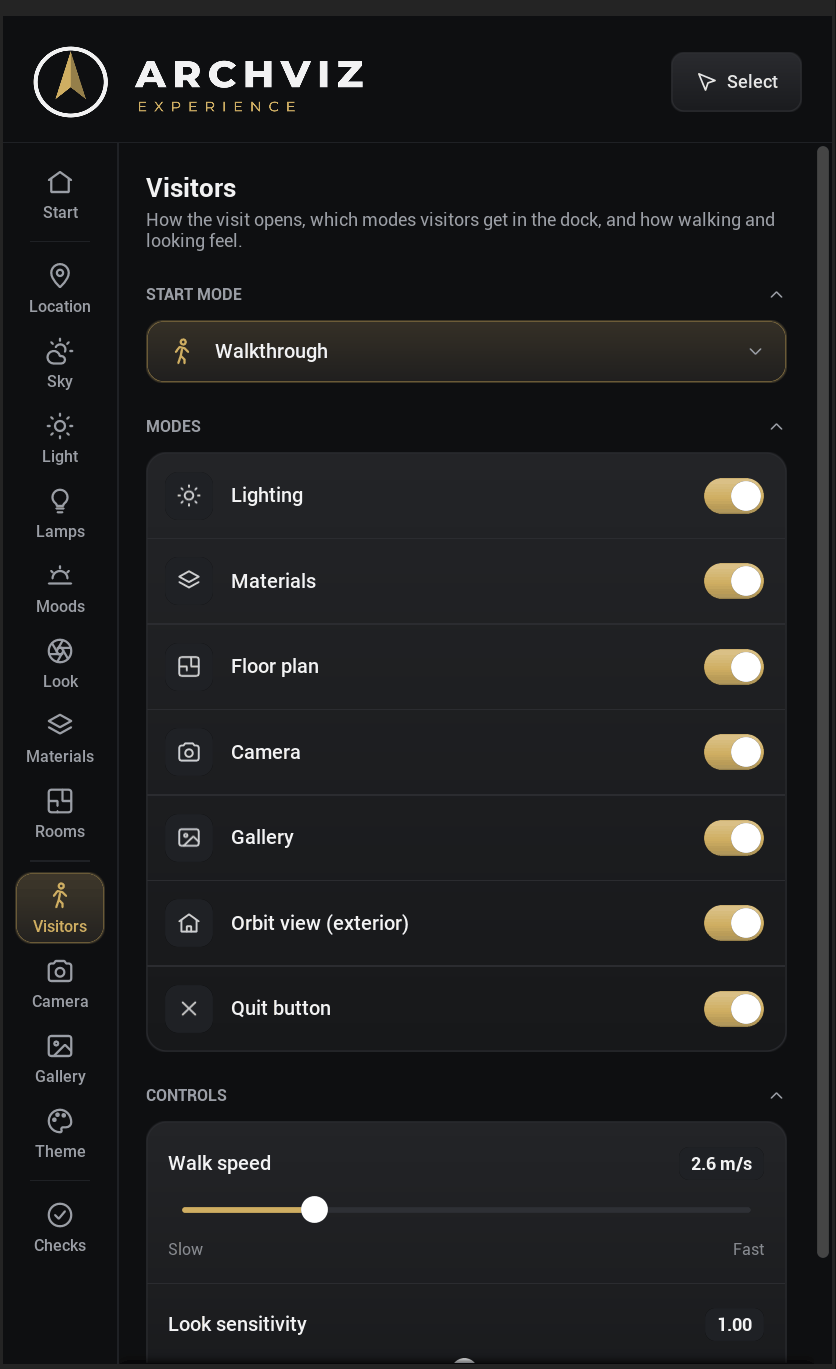 ARCHVIZ
EXPERIENCE
Select
Start
Location
Sky
Light
Lamps
Moods
Look
Materials
Rooms
Visitors
Camera
Gallery
Theme
Checks
Visitors
How the visit opens, which modes visitors get in the dock, and how walking and
looking feel.
START MODE
Walkthrough
MODES
Lighting
Materials
Floor plan
Camera
Gallery
Orbit view (exterior)
Quit button
CONTROLS
Walk speed
2.6 m/s
Slow
Fast
Look sensitivity
1.00